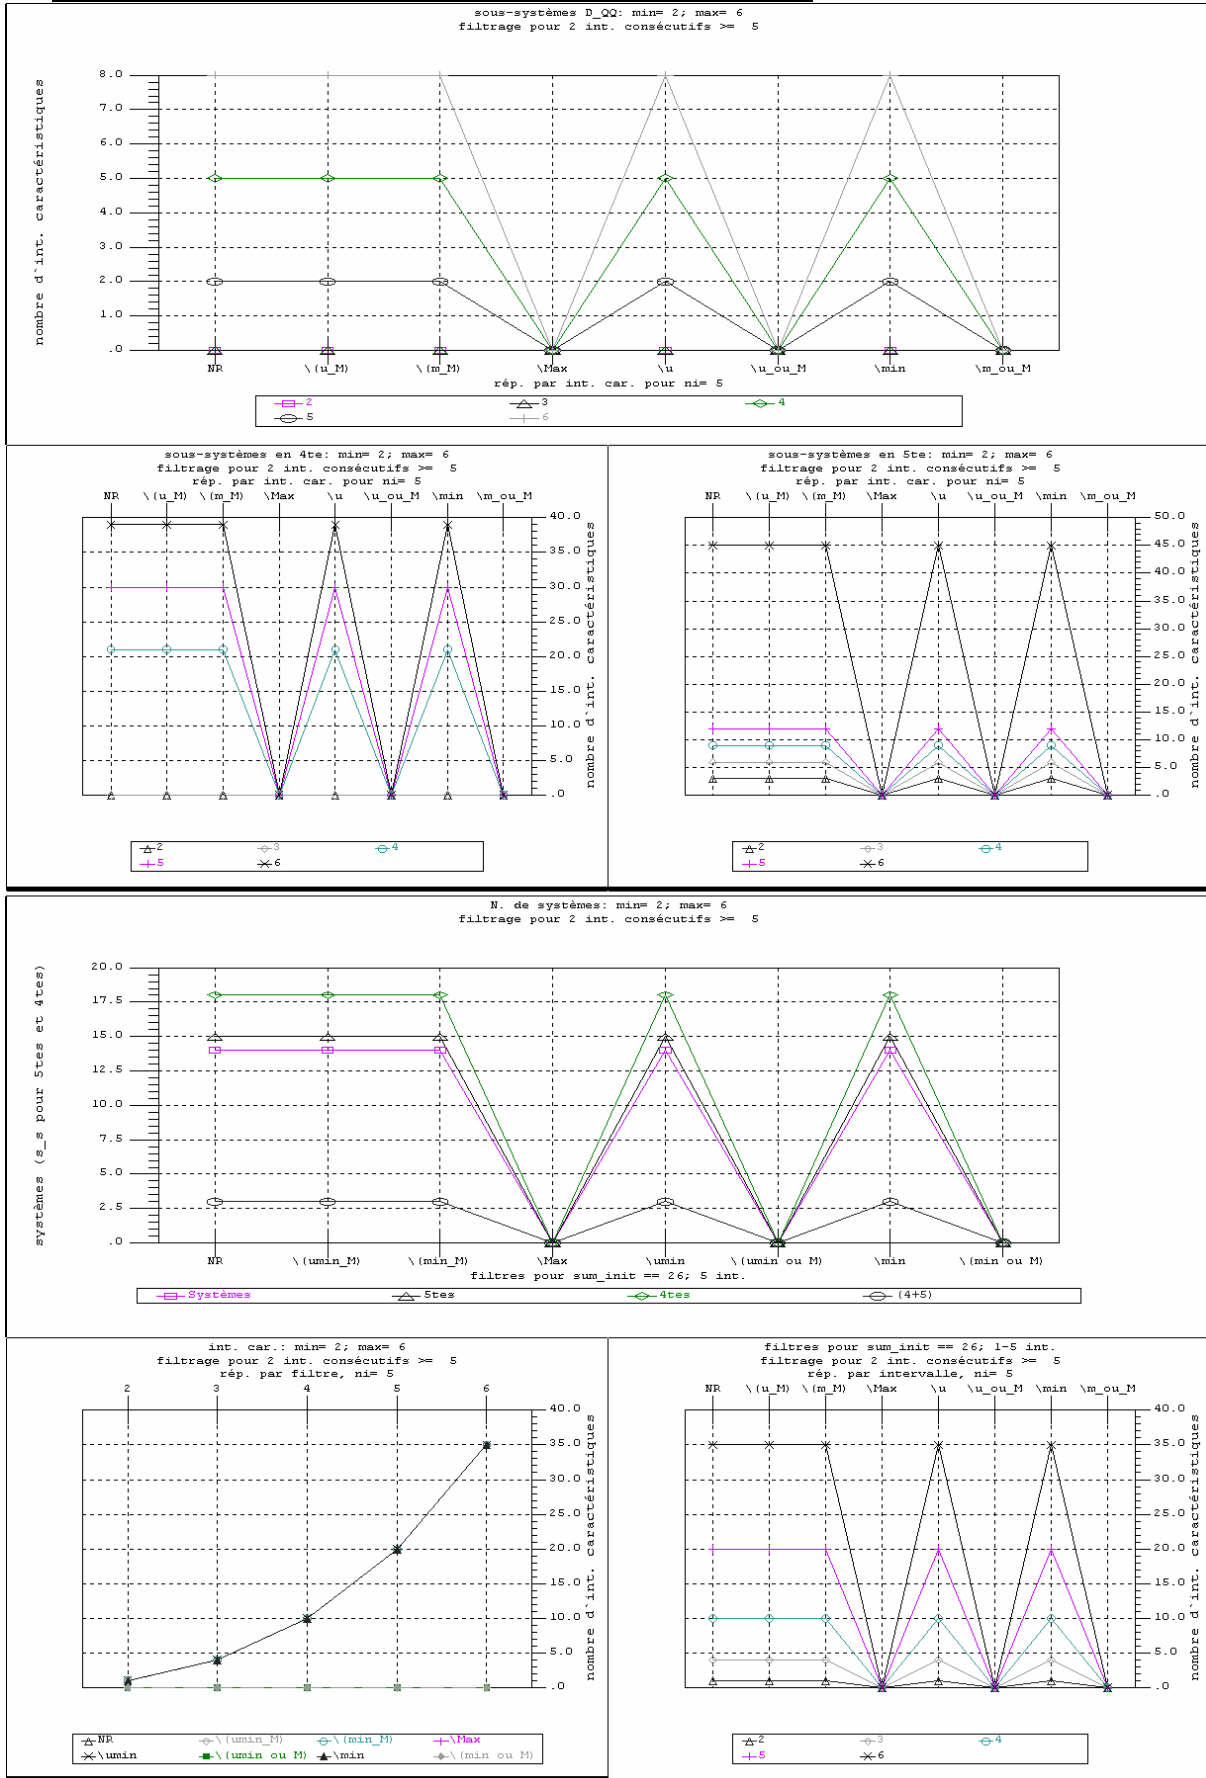 sous-systèmes D_QQ: min= 2; max= 6
filtrage pour 2 int. consécutifs >= 5
nombre d`int. caractéristiques
8.0
7.0
6.0
5.0
4.0
3.0
2.0
1.0
.0
NR \(u_M) \(m_M) \Max \u \u_ou_M \min \m_ou_M
rép. par int. car. pour ni= 5
2 3 4
5 6
sous-systèmes en 4te: min= 2; max= 6
filtrage pour 2 int. consécutifs >= 5
rép. par int. car. pour ni= 5
NR \(u_M) \(m_M) \Max \u \u_ou_M \min \m_ou_M
40.0
35.0
30.0
25.0
20.0
15.0
10.0
5.0
.0
nombre d`int. caractéristiques
2 3 4
5 6
sous-systèmes en 5te: min= 2; max= 6
filtrage pour 2 int. consécutifs >= 5
rép. par int. car. pour ni= 5
NR \(u_M) \(m_M) \Max \u \u_ou_M \min \m_ou_M
50.0
45.0
40.0
35.0
30.0
25.0
20.0
15.0
10.0
5.0
.0
nombre d`int. caractéristiques
2 3 4
5 6
N. de systèmes: min= 2; max= 6
filtrage pour 2 int. consécutifs >= 5
systèmes (s_s pour 5tes et 4tes)
20.0
17.5
15.0
12.5
10.0
7.5
5.0
2.5
.0
NR \(umin_M) \(min_M) \Max \umin \(umin ou M) \min \(min ou M)
filtres pour sum_init == 26; 5 int.
Systèmes 5tes 4tes (4+5)
int. car.: min= 2; max= 6
filtrage pour 2 int. consécutifs >= 5
rép. par filtre, ni= 5
2 3 4 5 6
40.0
35.0
30.0
25.0
20.0
15.0
10.0
5.0
.0
nombre d`int. caractéristiques
NR \(umin_M) \(min_M) \Max
\umin \(umin ou M) \min \(min ou M)
filtres pour sum_init == 26; 1-5 int.
filtrage pour 2 int. consécutifs >= 5
rép. par intervalle, ni= 5
NR \(u_M) \(m_M) \Max \u \u_ou_M \min \m_ou_M
40.0
35.0
30.0
25.0
20.0
15.0
10.0
5.0
.0
nombre d`int. caractéristiques
2 3 4
5 6